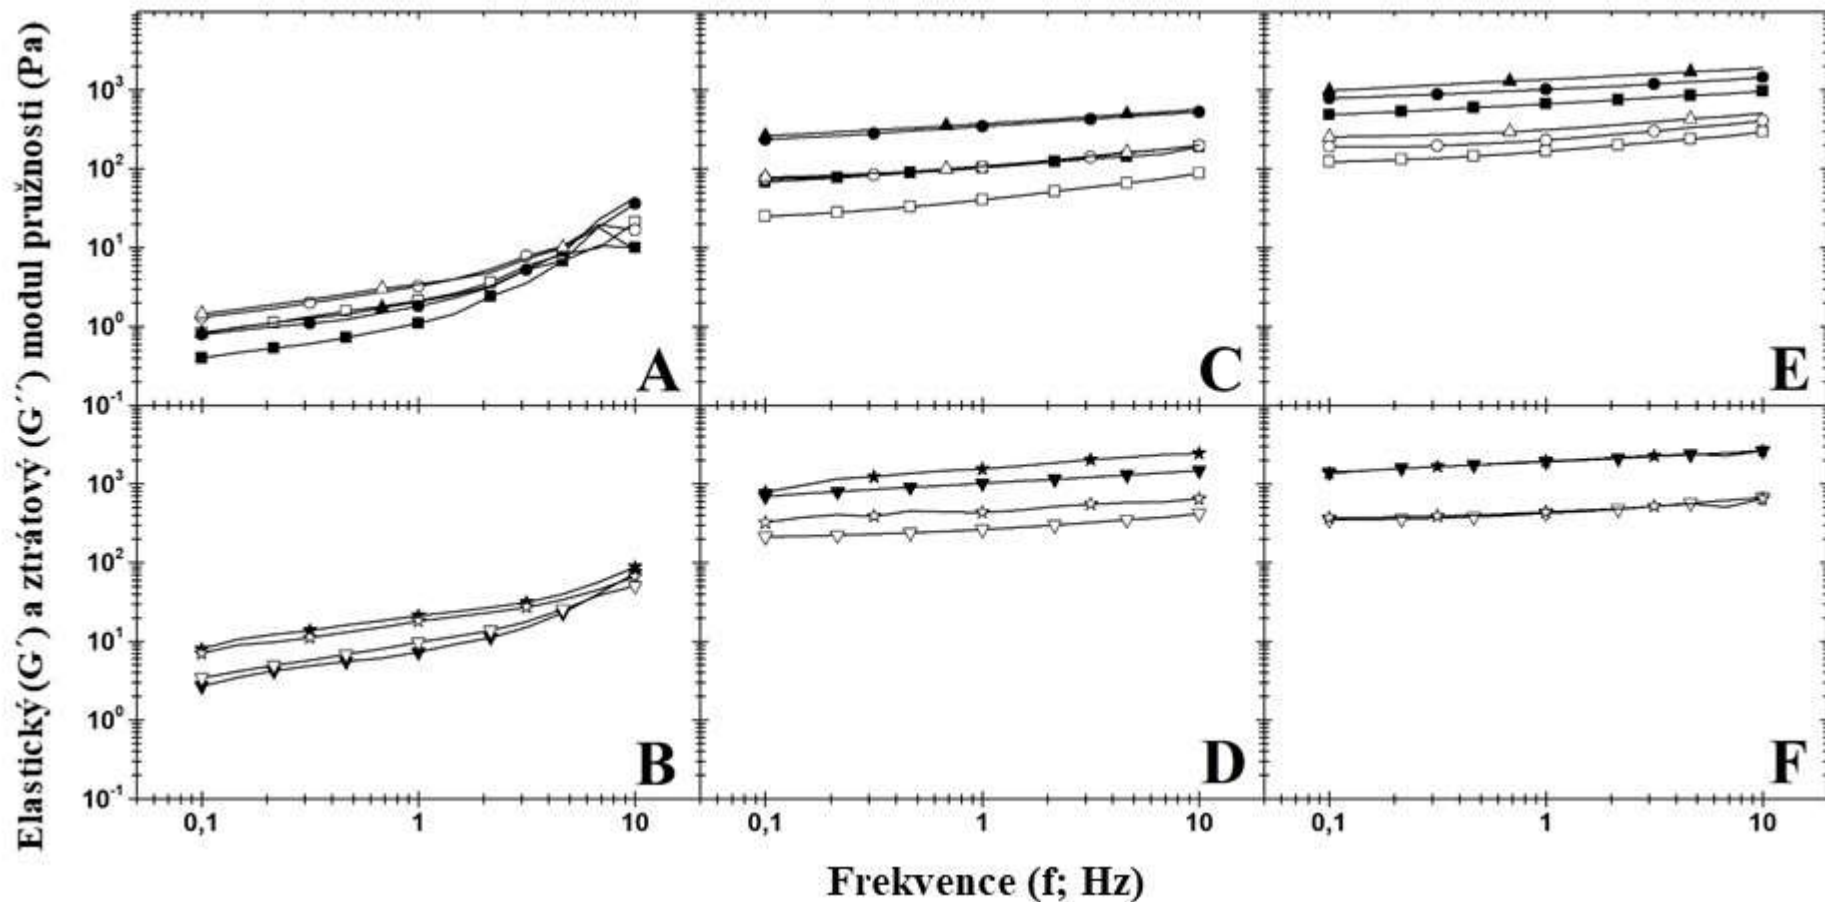 Elastický (G´) a ztrátový (G´´) modul pružnosti (Pa)
10³
10²
10¹
10⁰
10⁻¹
A
C
E
10³
10²
10¹
10⁰
10⁻¹
B
D
F
0,1 1 10 0,1 1 10 0,1 1 10
Frekvence (f; Hz)